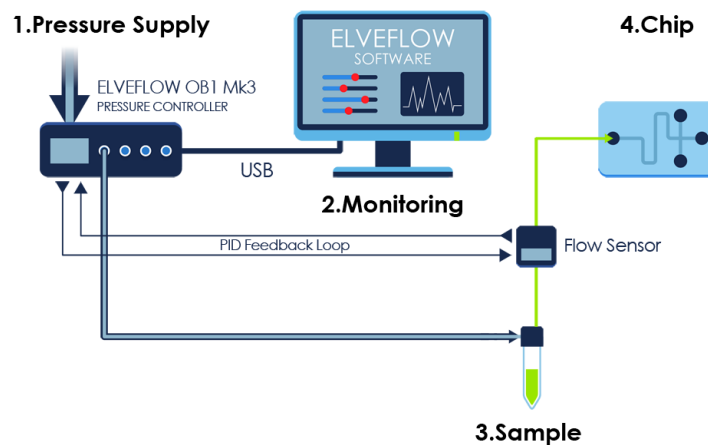 1.Pressure Supply
ELVEFLOW
SOFTWARE
4.Chip
ELVEFLOW OB1 Mk3
PRESSURE CONTROLLER
USB
2.Monitoring
PID Feedback Loop
Flow Sensor
3.Sample